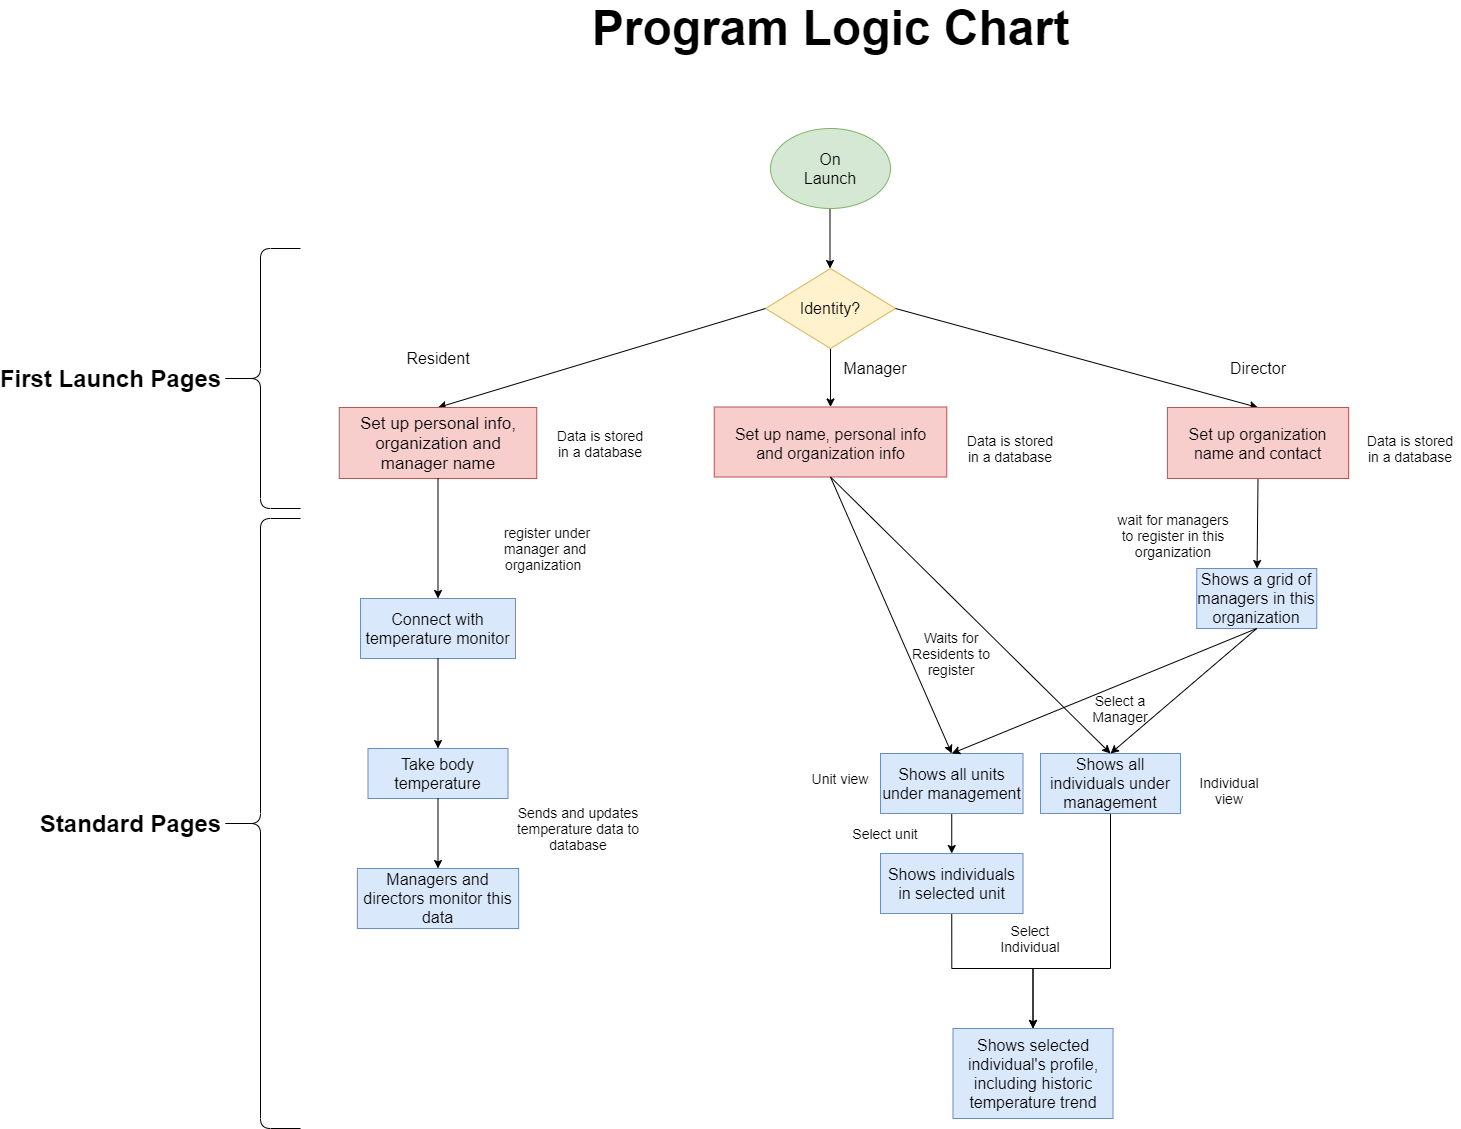 Program Logic Chart
On
Launch
Identity?
Resident
Manager
Director
First Launch Pages
Set up personal info,
organization and
manager name
Data is stored
in a database
Set up name, personal info
and organization info
Data is stored
in a database
Set up organization
name and contact
Data is stored
in a database
register under
manager and
organization
wait for managers
to register in this
organization
Connect with
temperature monitor
Shows a grid of
managers in this
organization
Waits for
Residents to
register
Select a
Manager
Standard Pages
Take body
temperature
Unit view
Shows all units
under management
Shows all
individuals under
management
Individual
view
Sends and updates
temperature data to
database
Select unit
Managers and
directors monitor this
data
Shows individuals
in selected unit
Select
Individual
Shows selected
individual's profile,
including historic
temperature trend